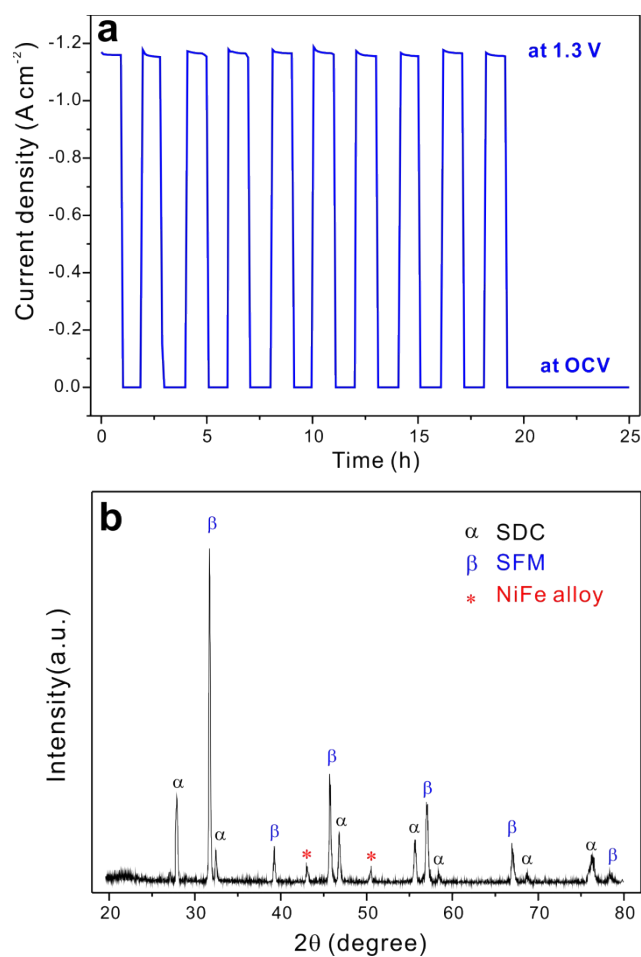 a
-1.2
at 1.3 V
-1.0
-0.8
-0.6
-0.4
-0.2
at OCV
0.0
Current density (A cm⁻²)
0 5 10 15 20 25
Time (h)
b
β
α SDC
β SFM
* NiFe alloy
α
α
β
*
β
α
*
α
β
α
β
α
α
β
Intensity(a.u.)
20 30 40 50 60 70 80
2θ (degree)